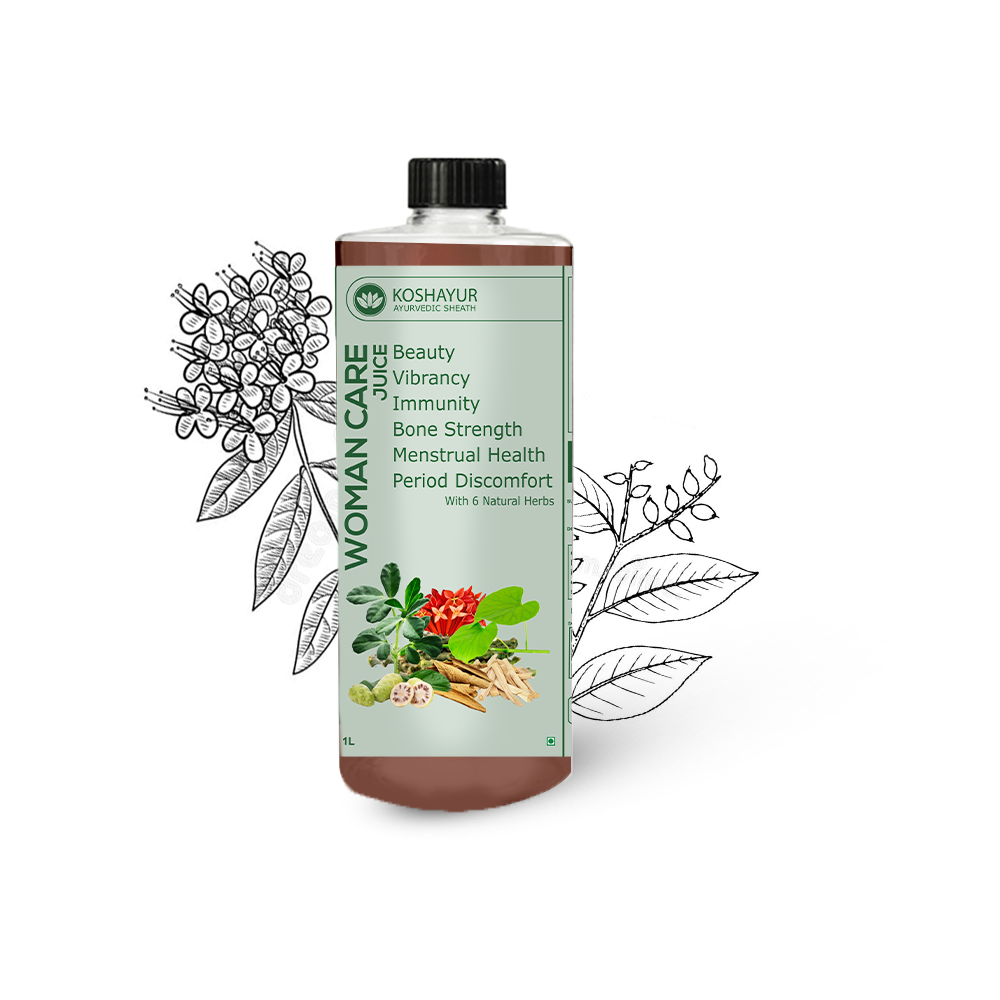 KOSHAYUR
AYURVEDIC SHEATH
WOMAN CARE
JUICE
Beauty
Vibrancy
Immunity
Bone Strength
Menstrual Health
Period Discomfort
With 6 Natural Herbs
1L